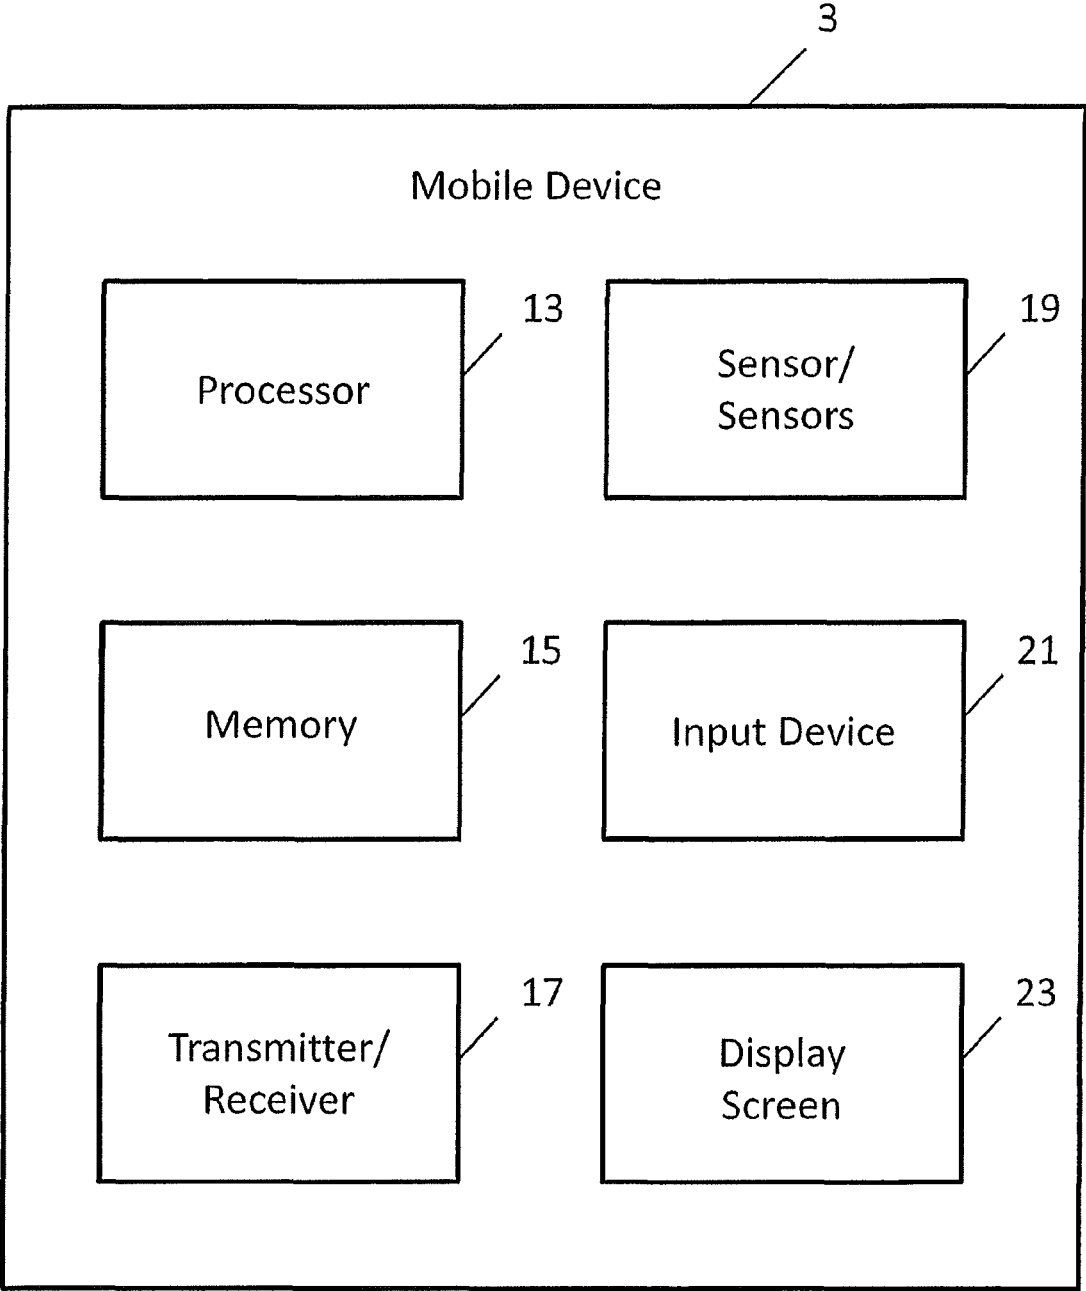 3
Mobile Device
13
Processor
19
Sensor/
Sensors
15
Memory
21
Input Device
17
Transmitter/
Receiver
23
Display
Screen